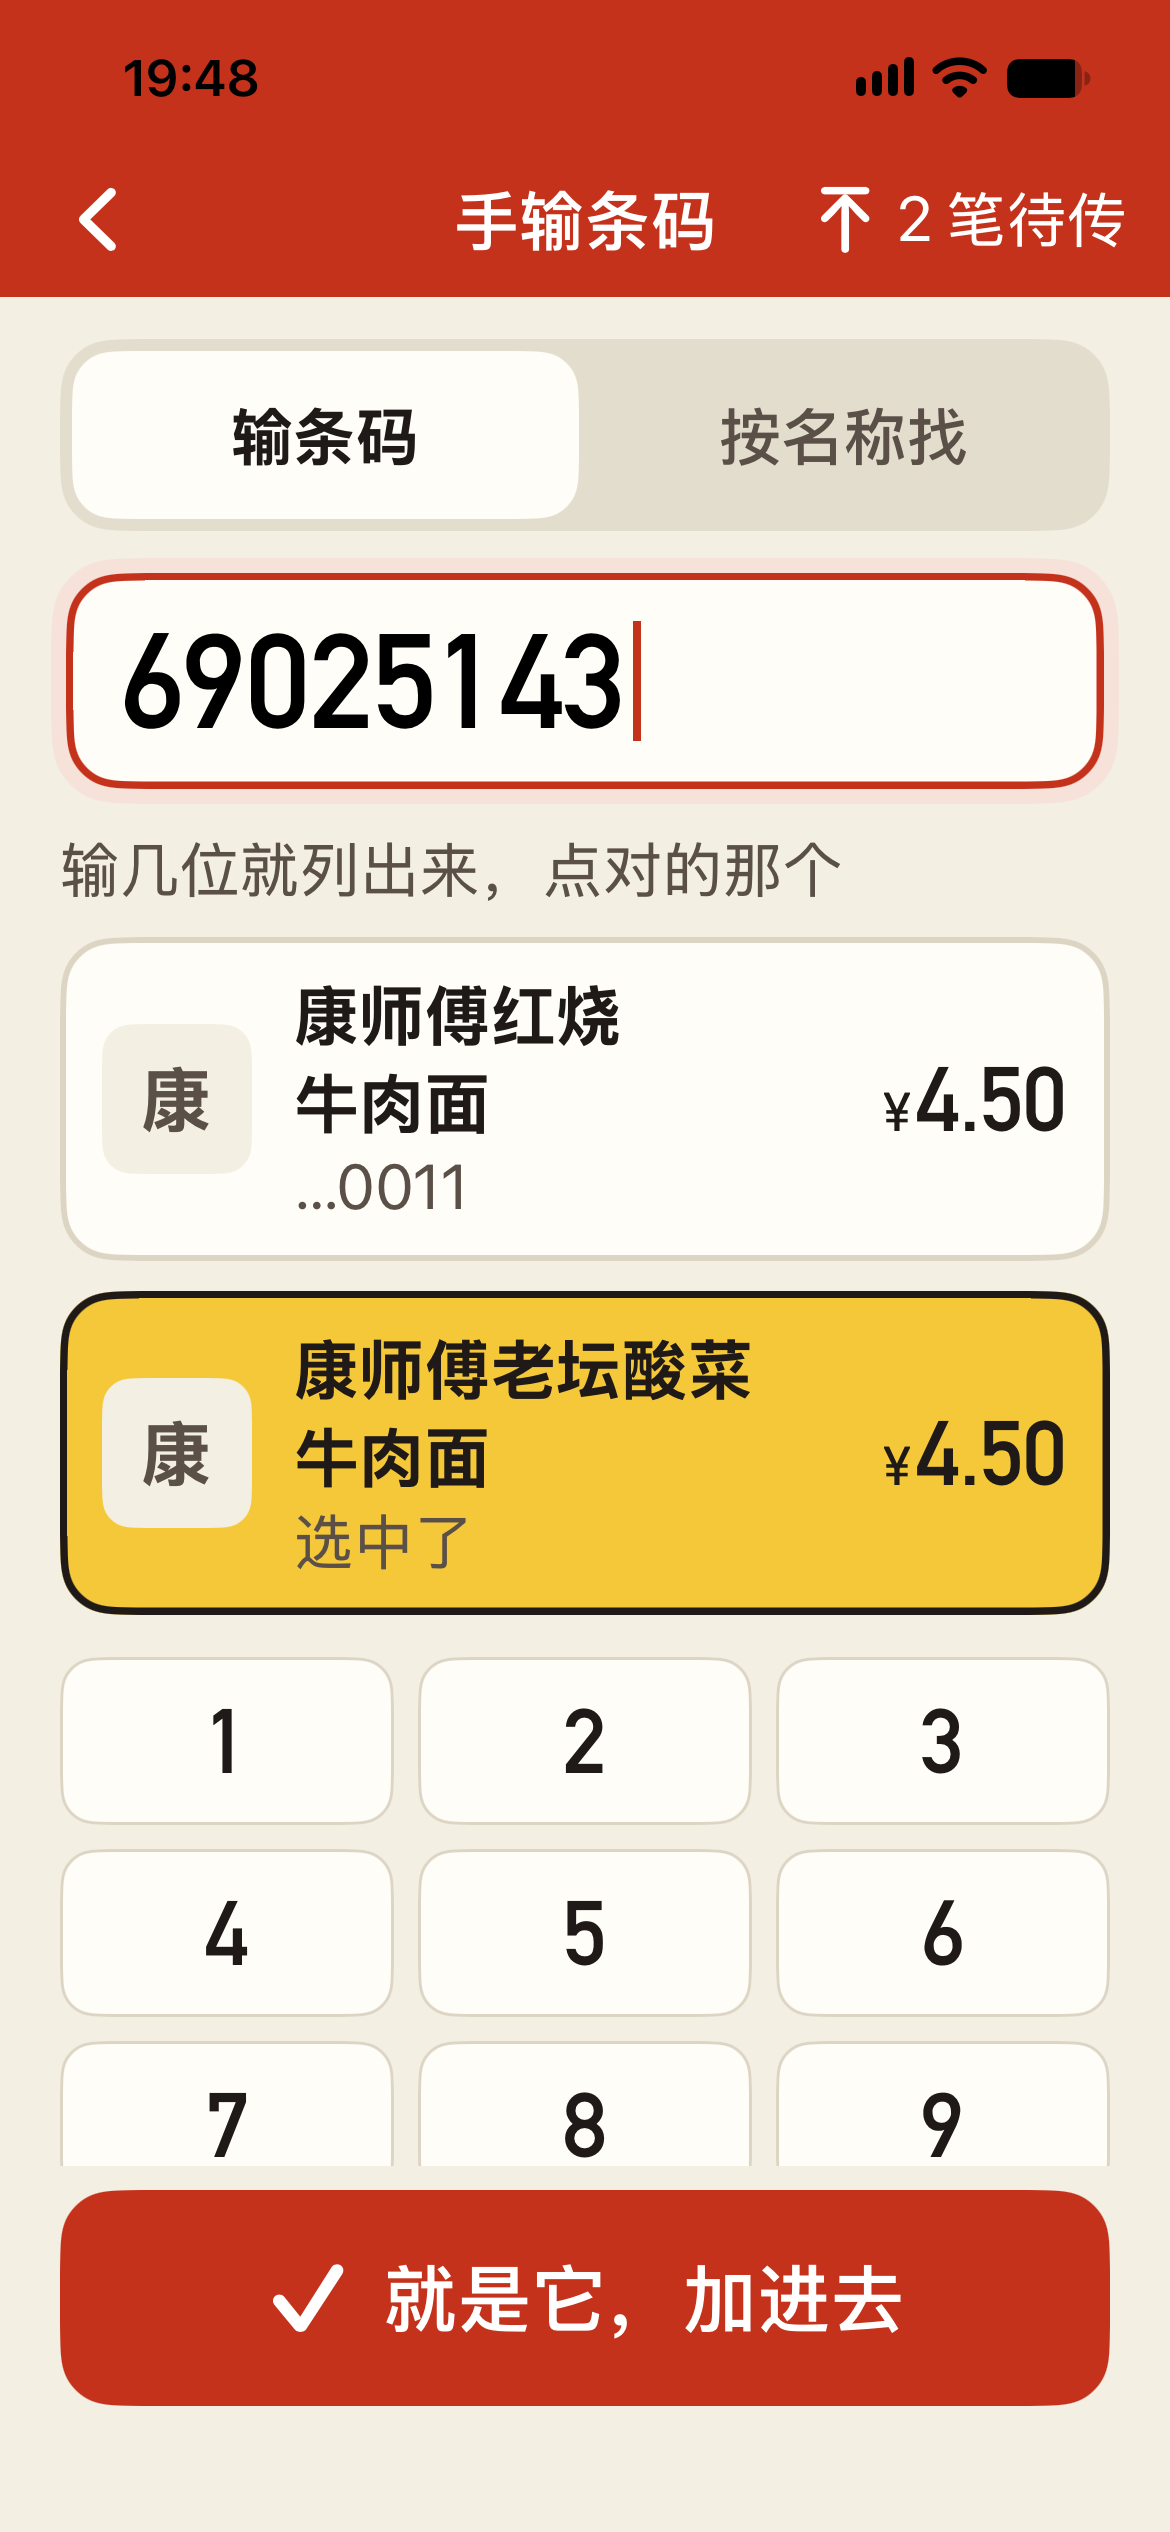 19:48
手输条码
2 笔待传
输条码
按名称找
69025143
输几位就列出来，点对的那个
康
康师傅红烧
牛肉面
...0011
¥4.50
康
康师傅老坛酸菜
牛肉面
选中了
¥4.50
1
2
3
4
5
6
7
8
9
就是它，加进去